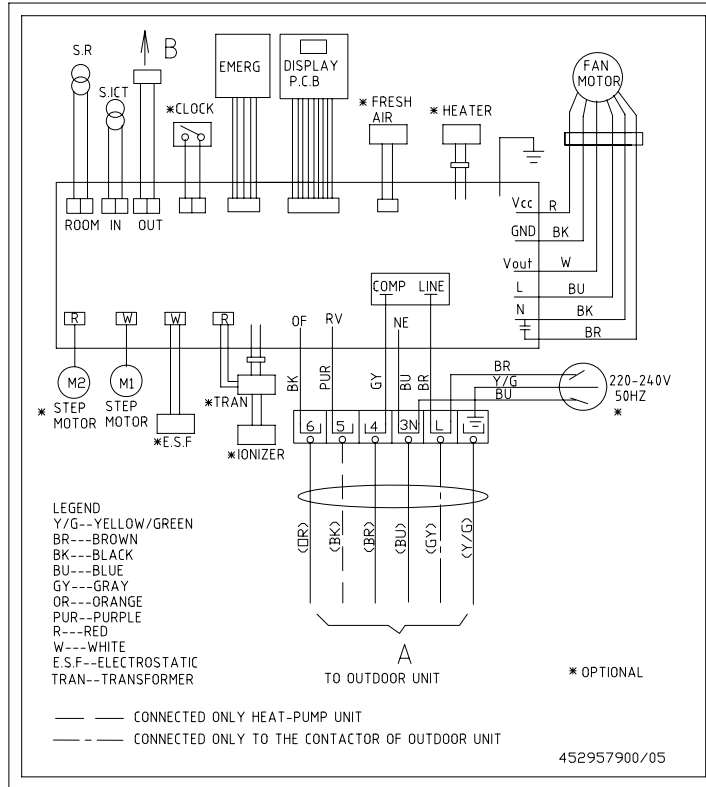 S.R
B
S.ICT
EMERG
DISPLAY
P.C.B
FAN
MOTOR
*CLOCK
*FRESH
AIR
*HEATER
ROOM IN OUT
Vcc R
GND BK
Vout W
L BU
N BK
BR
COMP LINE
R W W R
OF RV NE
M2 M1
* STEP
MOTOR
STEP
MOTOR
*E.S.F
*TRAN
*IONIZER
BK PUR GY BU BR
BR
Y/G
BU
220-240V
50HZ
*
6 5 4 3N L
(OR) (BK) (BR) (BU) (GY) (Y/G)
A
TO OUTDOOR UNIT
LEGEND
Y/G--YELLOW/GREEN
BR---BROWN
BK---BLACK
BU---BLUE
GY---GRAY
OR---ORANGE
PUR--PURPLE
R---RED
W---WHITE
E.S.F--ELECTROSTATIC
TRAN--TRANSFORMER
* OPTIONAL
CONNECTED ONLY HEAT-PUMP UNIT
CONNECTED ONLY TO THE CONTACTOR OF OUTDOOR UNIT
452957900/05